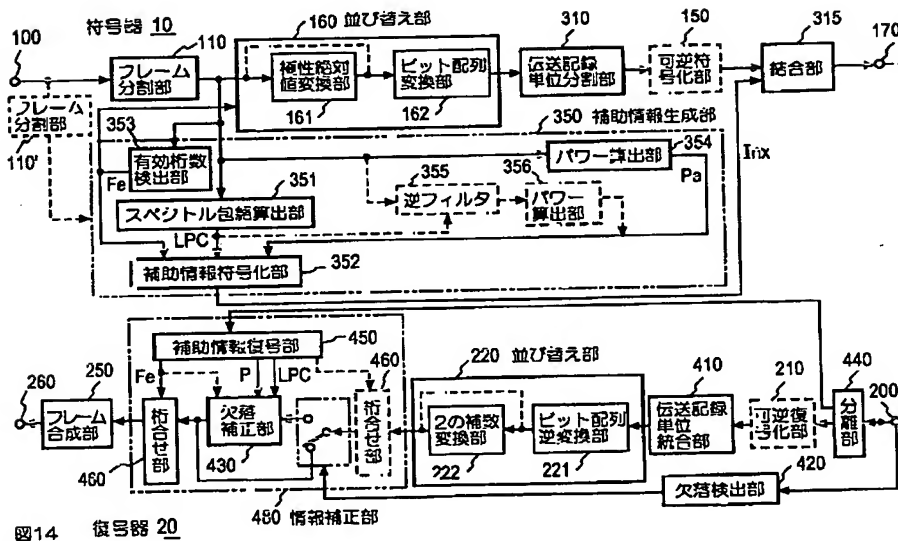 符号器 10
100
110
フレーム
分割部
フレーム
分割部
110'
160 並び替え部
極性絶対
値変換部
161
ビット配列
変換部
162
310
伝送記録
単位分割部
150
可逆符
号化部
315
結合部
170
350 補助情報生成部
353
有効桁数
検出部
Fe
351
スペクトル包絡算出部
LPC
補助情報符号化部
352
355
逆フィルタ
356
パワー
算出部
354
パワー算出部
Pa
Inx
450
補助情報復号部
Fe
P
LPC
260
250
フレーム
合成部
桁合せ部
460
欠落
補正部
430
460
桁合せ部
480 情報補正部
220 並び替え部
2の補数
変換部
222
ビット配列
逆変換部
221
410
伝送記録
単位
統合部
210
可逆復
号化部
440
分離部
200
420
欠落検出部
図14 復号器 20